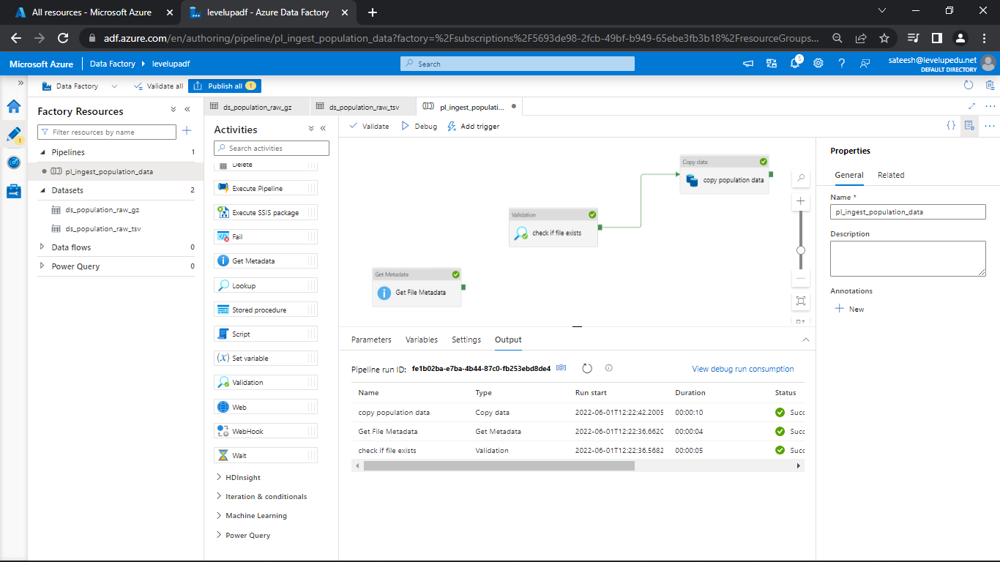 All resources - Microsoft Azure
levelupadf - Azure Data Factory
adf.azure.com/en/authoring/pipeline/pl_ingest_population_data?factory=%2Fsubscriptions%2F5693de98-2fcb-49bf-b949-65ebe3fb3b18%2FresourceGroups...
Microsoft Azure
Data Factory
levelupadf
Search
5
sateesh@levelupedu.net
DEFAULT DIRECTORY
Data Factory
Validate all
Publish all
1
1
Factory Resources
Filter resources by name
Pipelines
1
pl_ingest_population_data
Datasets
2
ds_population_raw_gz
ds_population_raw_tsv
Data flows
0
Power Query
0
ds_population_raw_gz
ds_population_raw_tsv
pl_ingest_populati...
Activities
Search activities
Delete
Execute Pipeline
Execute SSIS package
Fail
Get Metadata
Lookup
Stored procedure
Script
Set variable
Validation
Web
WebHook
Wait
HDInsight
Iteration & conditionals
Machine Learning
Power Query
Validate
Debug
Add trigger
Copy data
copy population data
Validation
check if file exists
Get Metadata
Get File Metadata
Parameters
Variables
Settings
Output
Pipeline run ID: fe1b02ba-e7ba-4b44-87c0-fb253ebd8de4
View debug run consumption
Name Type Run start Duration Status
copy population data Copy data 2022-06-01T12:22:42.2005 00:00:10 Succ
Get File Metadata Get Metadata 2022-06-01T12:22:36.6620 00:00:04 Succ
check if file exists Validation 2022-06-01T12:22:36.5682 00:00:05 Succ
Properties
General
Related
Name *
pl_ingest_population_data
Description
Annotations
New